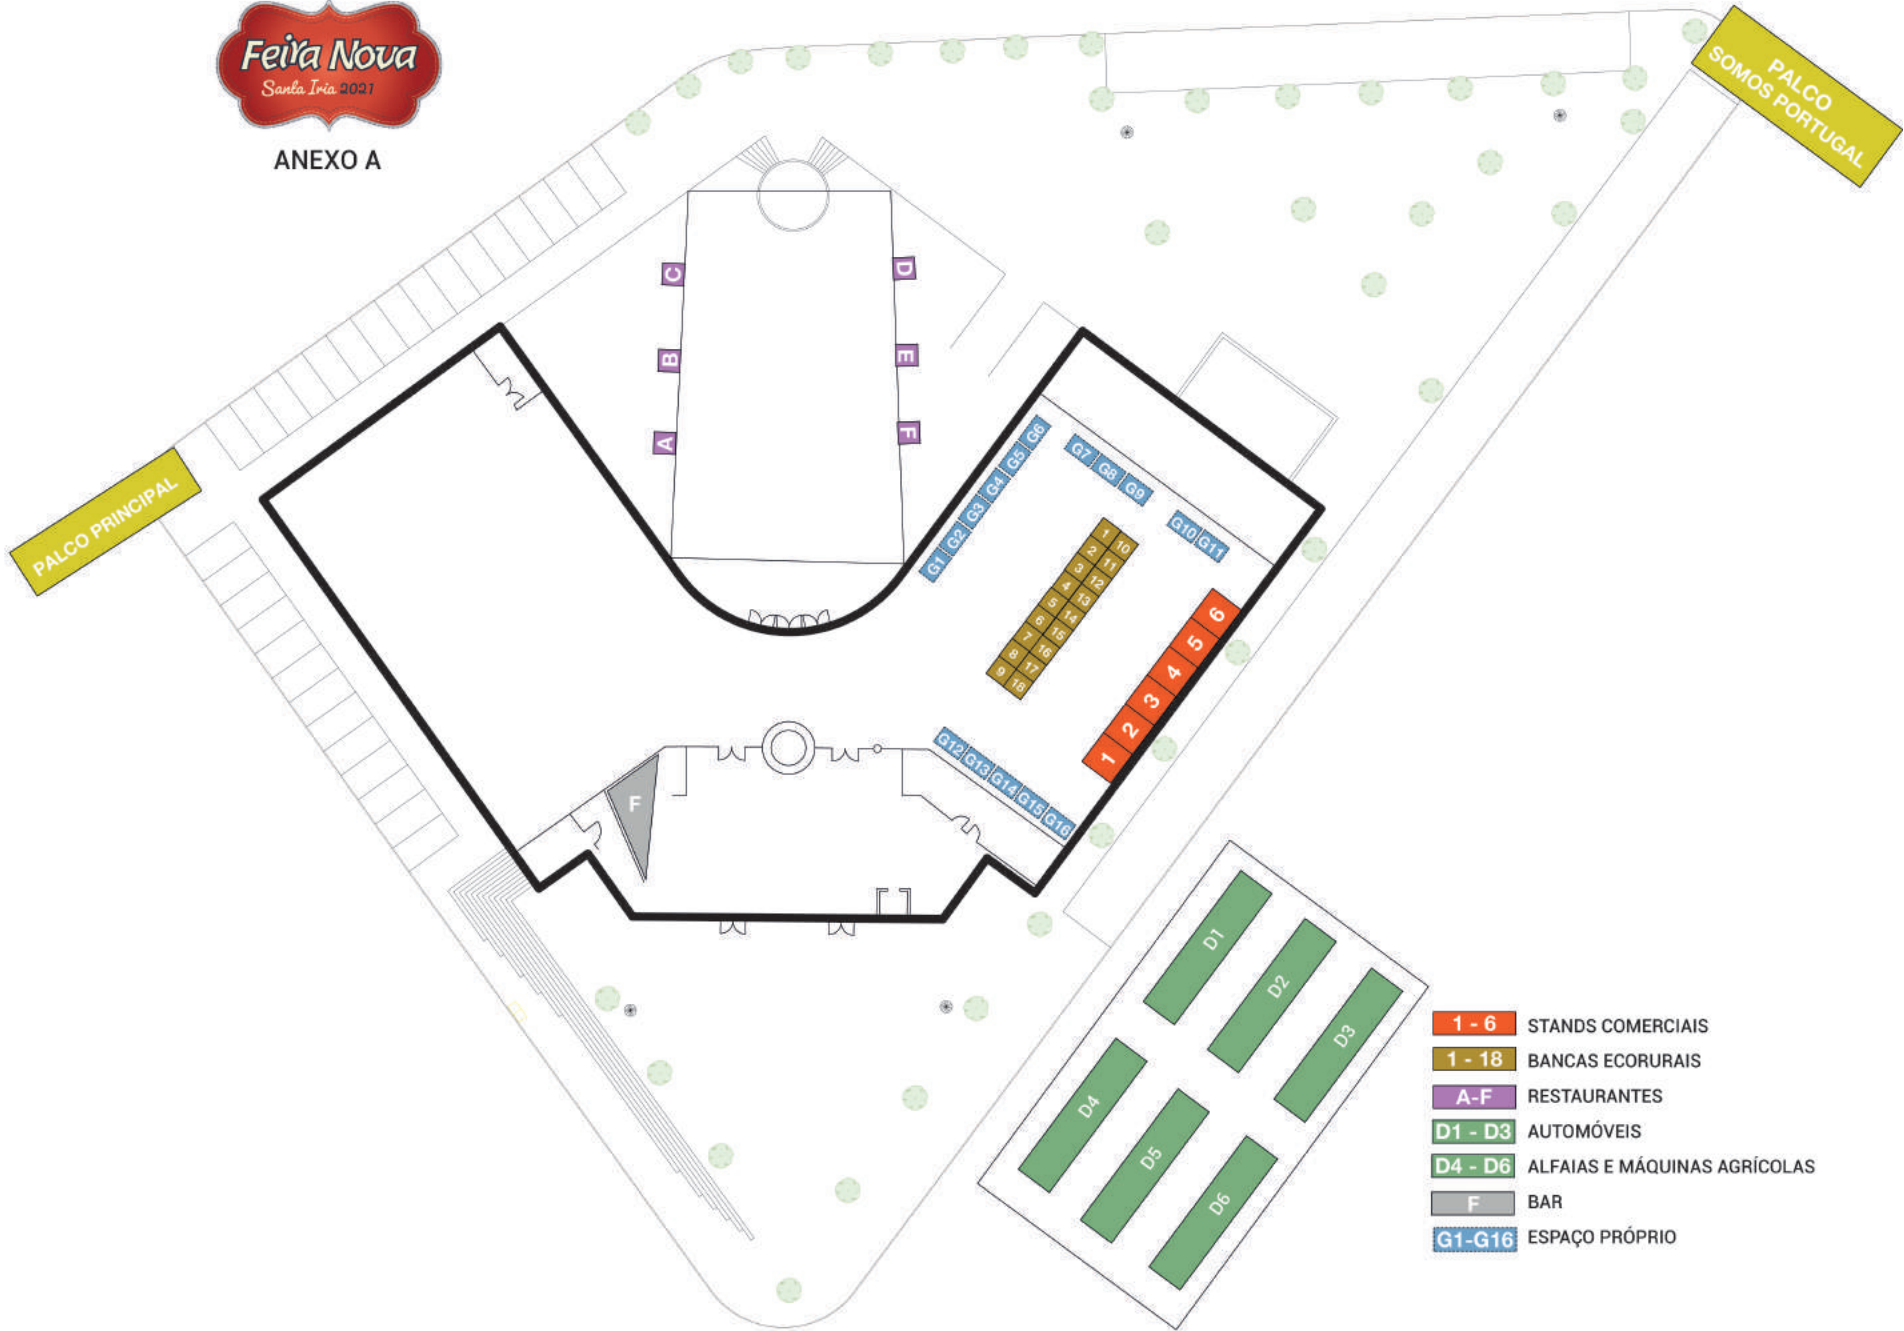 Feira Nova
Santa Iria 2021
ANEXO A
PALCO
SOMOS PORTUGAL
PALCO PRINCIPAL
C
B
A
D
E
F
G1
G2
G3
G4
G5
G6
G7
G8
G9
G10
G11
1
2
3
4
5
6
7
8
9
10
11
12
13
14
15
16
17
18
6
5
4
3
2
1
G12
G13
G14
G15
G16
F
D1
D2
D3
D4
D5
D6
1 - 6 STANDS COMERCIAIS
1 - 18 BANCAS ECORURAIS
A-F RESTAURANTES
D1 - D3 AUTOMÓVEIS
D4 - D6 ALFAIAS E MÁQUINAS AGRÍCOLAS
F BAR
G1-G16 ESPAÇO PRÓPRIO